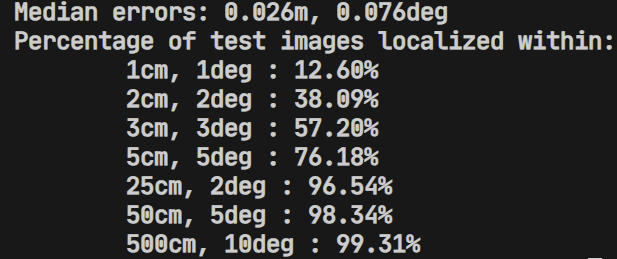 Median errors: 0.026m, 0.076deg
Percentage of test images localized within:
1cm, 1deg : 12.60%
2cm, 2deg : 38.09%
3cm, 3deg : 57.20%
5cm, 5deg : 76.18%
25cm, 2deg : 96.54%
50cm, 5deg : 98.34%
500cm, 10deg : 99.31%